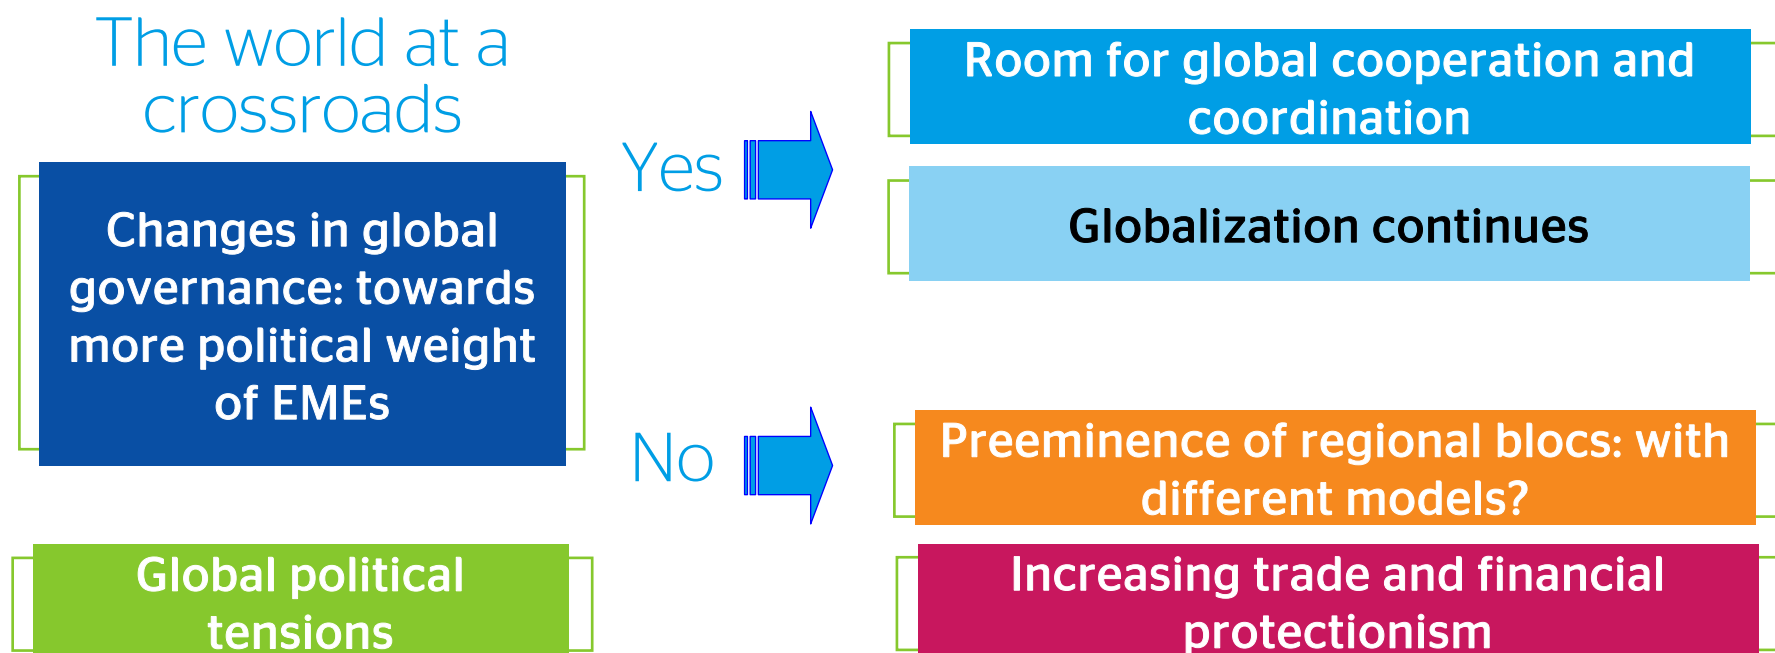 The world at a
crossroads
Changes in global
governance: towards
more political weight
of EMEs
Global political
tensions
Yes
Room for global cooperation and
coordination
Globalization continues
No
Preeminence of regional blocs: with
different models?
Increasing trade and financial
protectionism